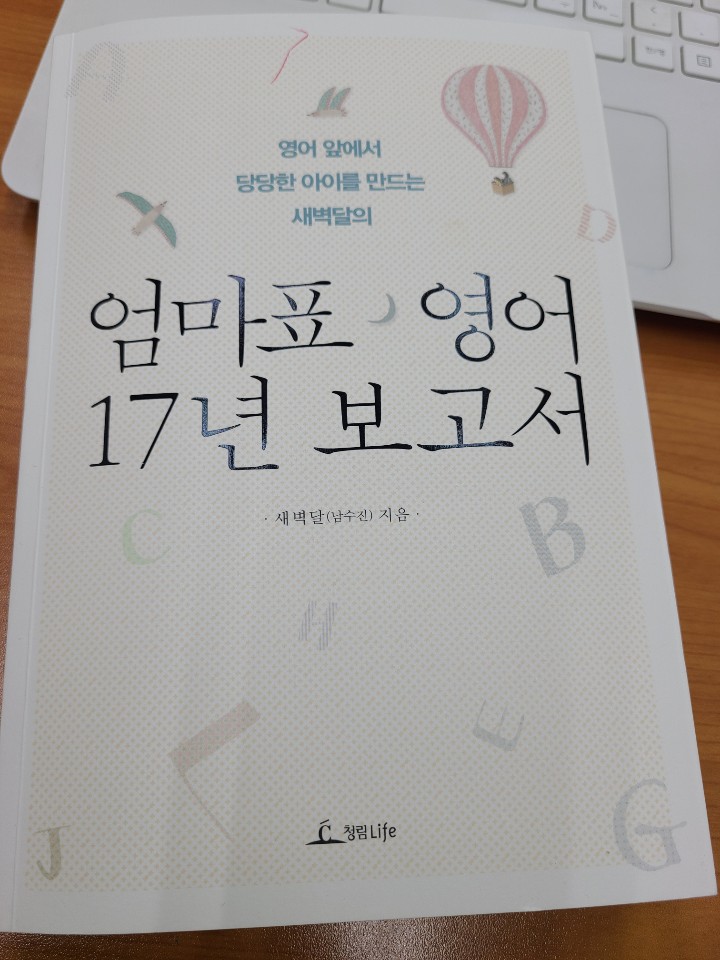 영어 앞에서
당당한 아이를 만드는
새벽달의
엄마표 영어
17년 보고서
· 새벽달(남수진) 지음 ·
A
D
C
B
H
L
E
J
G
Ć 청림Life